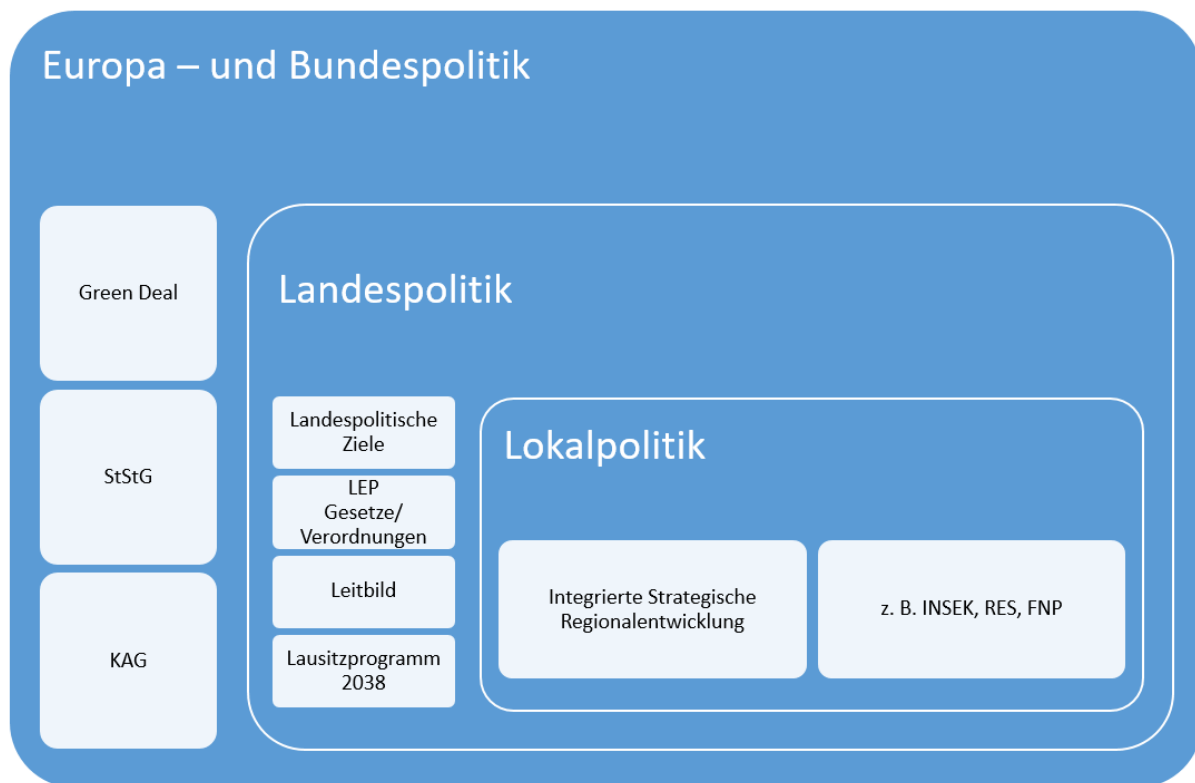 Europa – und Bundespolitik
Green Deal
StStG
KAG
Landespolitik
Landespolitische
Ziele
LEP
Gesetze/
Verordnungen
Leitbild
Lausitzprogramm
2038
Lokalpolitik
Integrierte Strategische
Regionalentwicklung
z. B. INSEK, RES, FNP